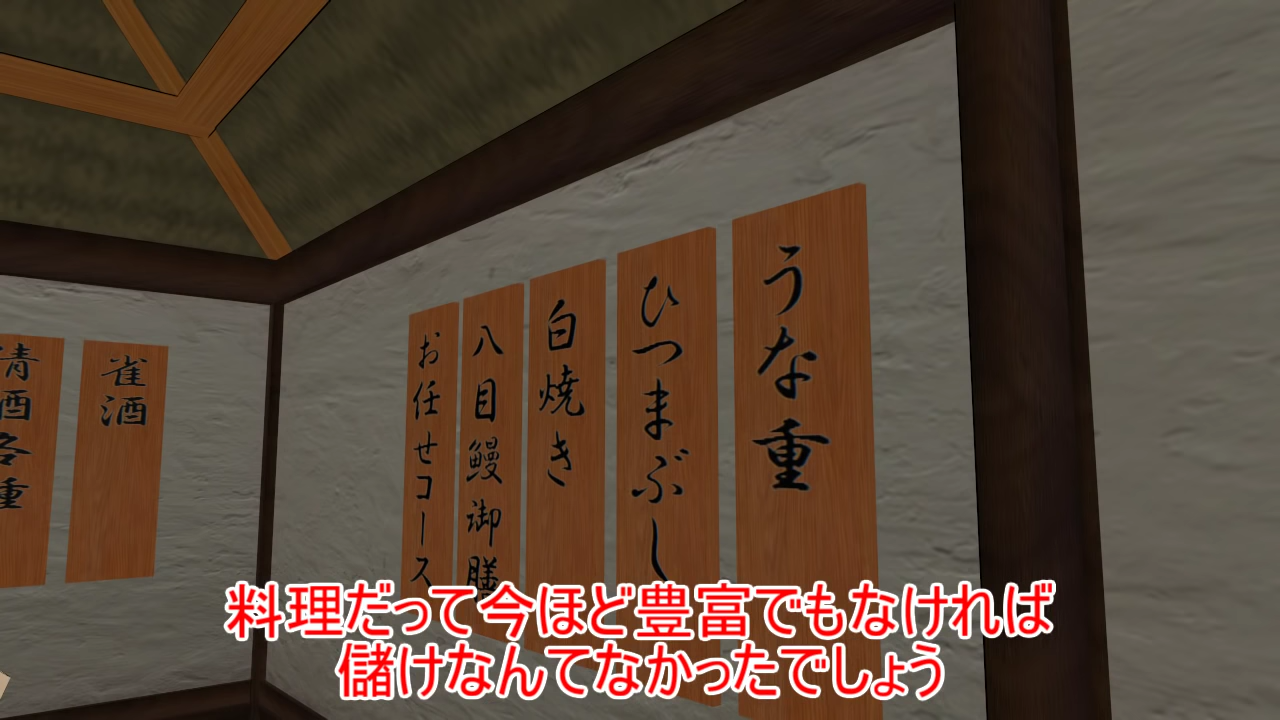 うな重
ひつまぶし
白焼き
八目鰻御膳
お任せコース
雀酒
清酒各種
料理だって今ほど豊富でもなければ
儲けなんてなかったでしょう